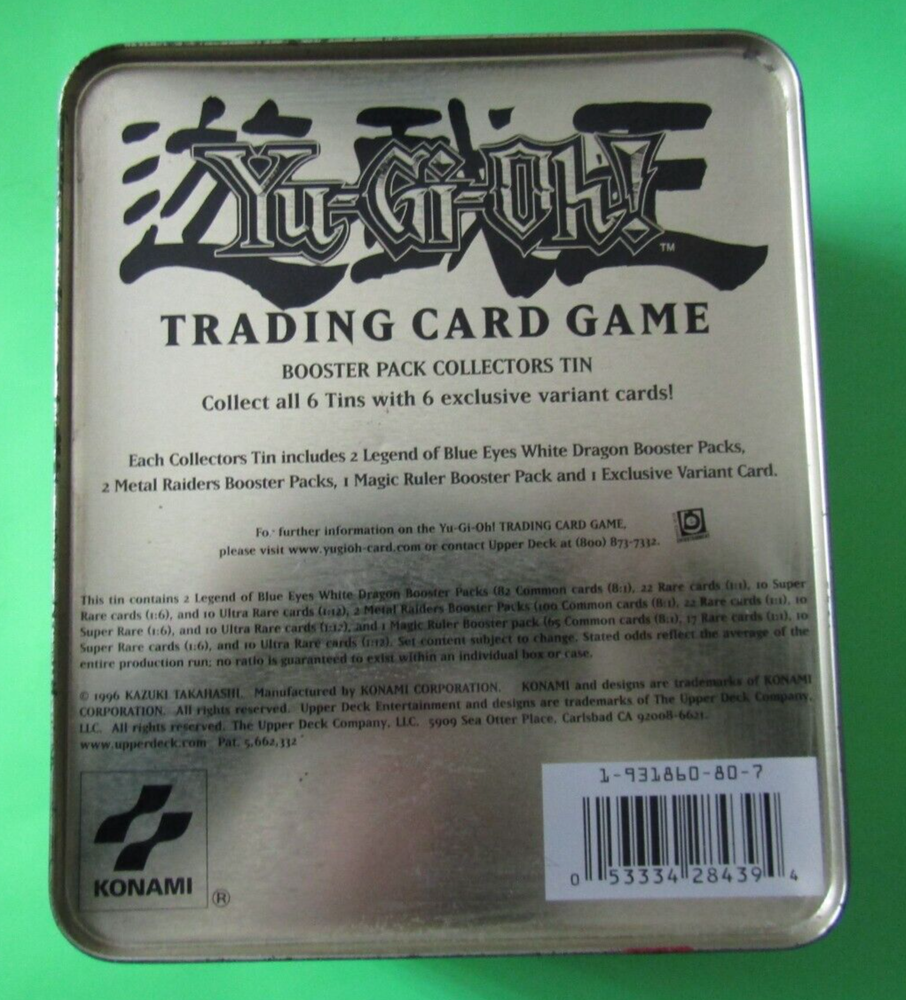 遊戯王
Yu-Gi-Oh!
TM
TRADING CARD GAME
BOOSTER PACK COLLECTORS TIN
Collect all 6 Tins with 6 exclusive variant cards!
Each Collectors Tin includes 2 Legend of Blue Eyes White Dragon Booster Packs,
2 Metal Raiders Booster Packs, 1 Magic Ruler Booster Pack and 1 Exclusive Variant Card.
Fo further information on the Yu-Gi-Oh! TRADING CARD GAME,
please visit www.yugioh-card.com or contact Upper Deck at (800) 873-7332.
This tin contains 2 Legend of Blue Eyes White Dragon Booster Packs (82 Common cards (8:1), 22 Rare cards (1:1), 10 Super
Rare cards (1:6), and 10 Ultra Rare cards (1:12), 2 Metal Raiders Booster Packs (100 Common cards (8:1), 22 Rare cards (1:1), 10
Super Rare (1:6), and 10 Ultra Rare cards (1:12), and 1 Magic Ruler Booster pack (65 Common cards (8:1), 17 Rare cards (1:1), 10
Super Rare cards (1:6), and 10 Ultra Rare cards (1:12). Set content subject to change. Stated odds reflect the average of the
entire production run; no ratio is guaranteed to exist within an individual box or case.
© 1996 KAZUKI TAKAHASHI. Manufactured by KONAMI CORPORATION. KONAMI and designs are trademarks of KONAMI
CORPORATION. All rights reserved. Upper Deck Entertainment and designs are trademarks of The Upper Deck Company,
LLC. All rights reserved. The Upper Deck Company, LLC. 5909 Sea Otter Place, Carlsbad CA 92008-6621.
www.upperdeck.com Pat. 5,662,332
KONAMI ®
1-931860-80-7
0 53334 28439 4